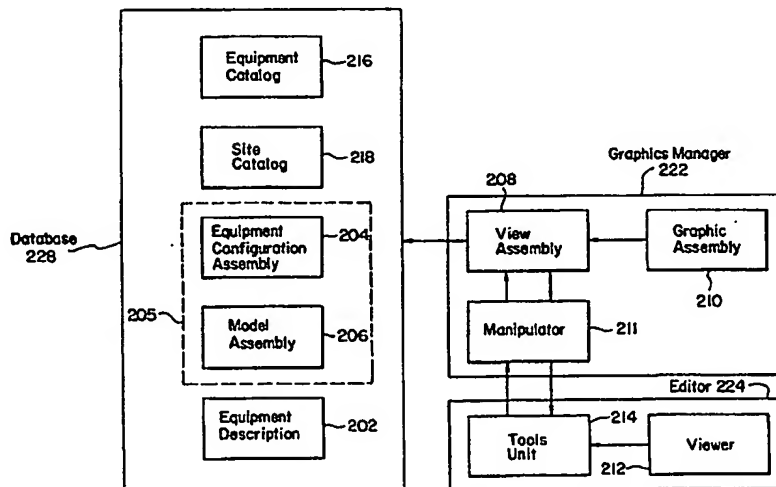 Equipment
Catalog
216
Site
Catalog
218
Database
228
205
Equipment
Configuration
Assembly
204
Model
Assembly
206
Equipment
Description
202
Graphics Manager
222
208
View
Assembly
Graphic
Assembly
210
Manipulator
211
Editor 224
214
Tools
Unit
Viewer
212